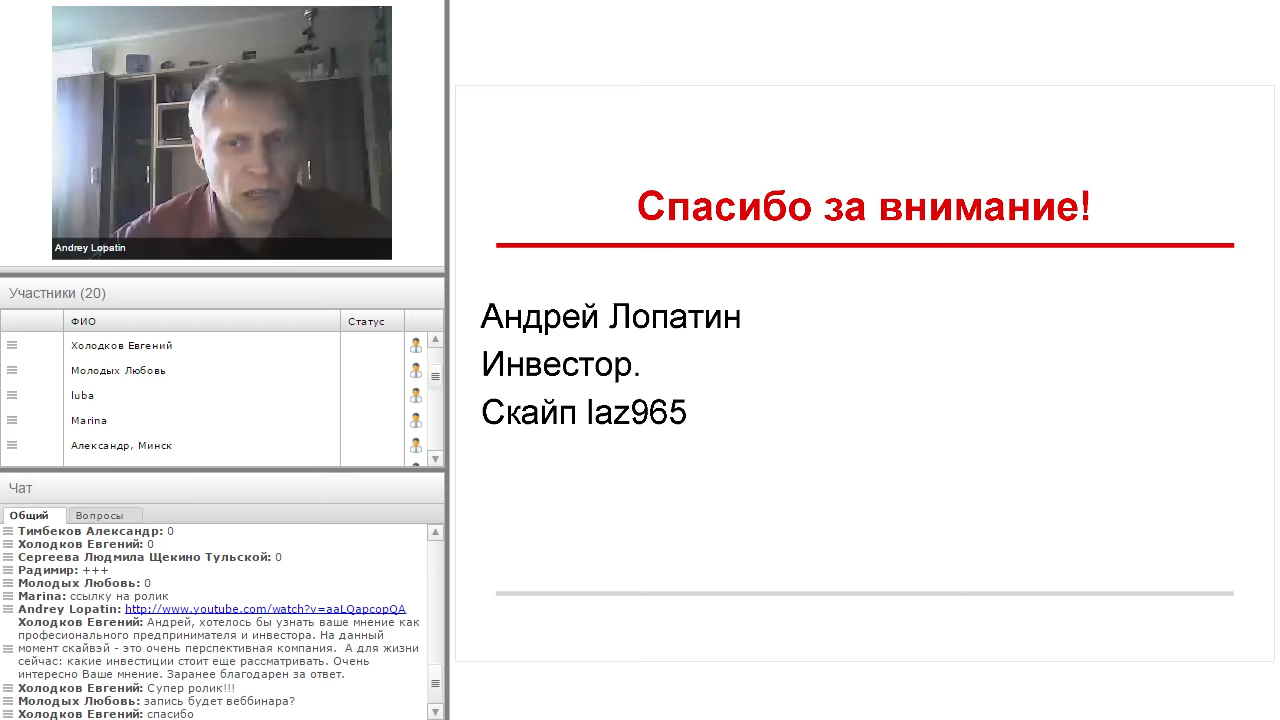 Andrey Lopatin
Участники (20)
ФИО
Статус
Холодков Евгений
Молодых Любовь
luba
Marina
Александр, Минск
Чат
Общий
Вопросы
Тимбеков Александр: 0
Холодков Евгений: 0
Сергеева Людмила Щекино Тульской: 0
Радимир: +++
Молодых Любовь: 0
Marina: ссылку на ролик
Andrey Lopatin: http://www.youtube.com/watch?v=aaLQapcopQA
Холодков Евгений: Андрей, хотелось бы узнать ваше мнение как
професионального предпринимателя и инвестора. На данный
момент скайвэй - это очень перспективная компания. А для жизни
сейчас: какие инвестиции стоит еще рассматривать. Очень
интересно Ваше мнение. Заранее благодарен за ответ.
Холодков Евгений: Супер ролик!!!
Молодых Любовь: запись будет веббинара?
Холодков Евгений: спасибо
Спасибо за внимание!
Андрей Лопатин
Инвестор.
Скайп laz965